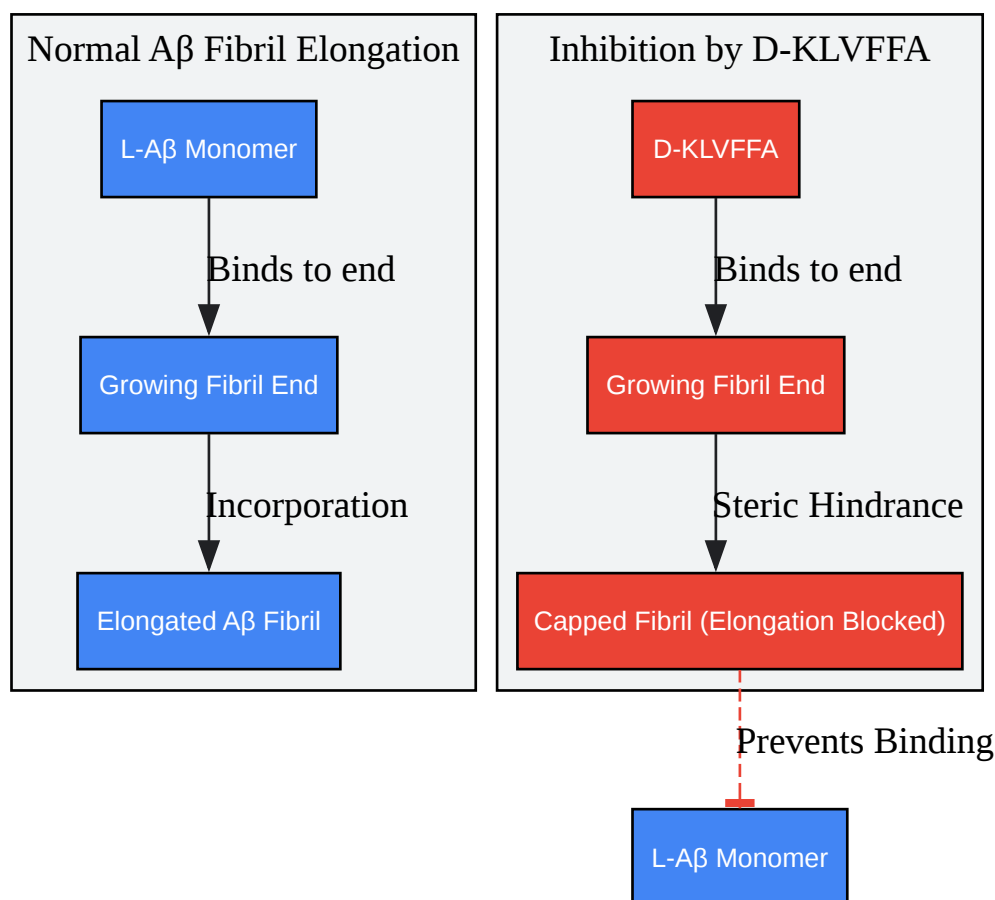 Normal Aβ Fibril Elongation
L-Aβ Monomer
Binds to end
Growing Fibril End
Incorporation
Elongated Aβ Fibril
Inhibition by D-KLVFFA
D-KLVFFA
Binds to end
Growing Fibril End
Steric Hindrance
Capped Fibril (Elongation Blocked)
Prevents Binding
L-Aβ Monomer